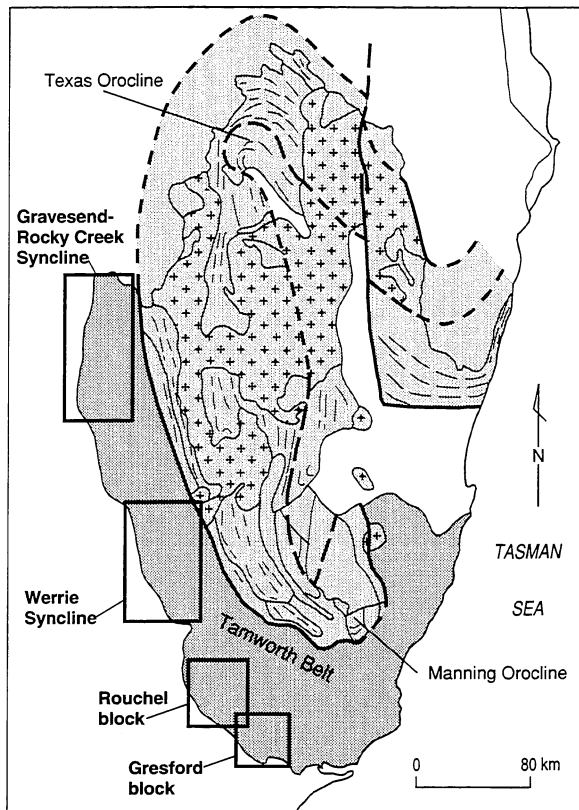 Texas Orocline
Gravesend-
Rocky Creek
Syncline
N
TASMAN
SEA
Werrie
Syncline
Tamworth Belt
Manning Orocline
Rouchel
block
Gresford
block
0
80 km